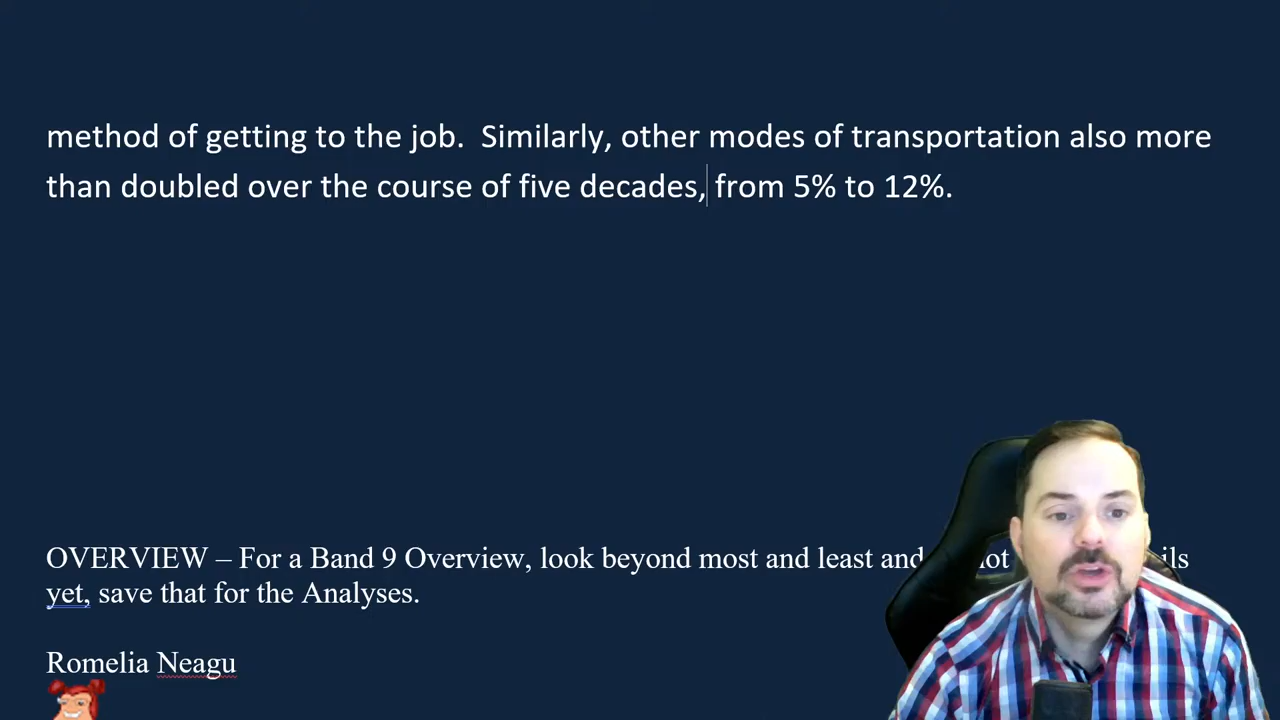 method of getting to the job. Similarly, other modes of transportation also more
than doubled over the course of five decades, from 5% to 12%.
OVERVIEW – For a Band 9 Overview, look beyond most and least and not
yet, save that for the Analyses.
Romelia Neagu